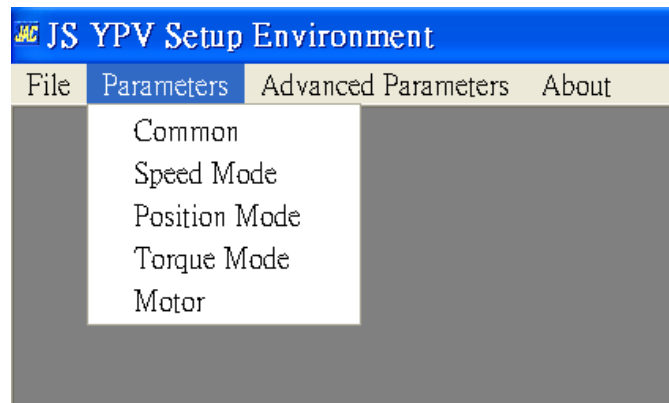 JAC JS YPV Setup Environment
File Parameters Advanced Parameters About
Common
Speed Mode
Position Mode
Torque Mode
Motor